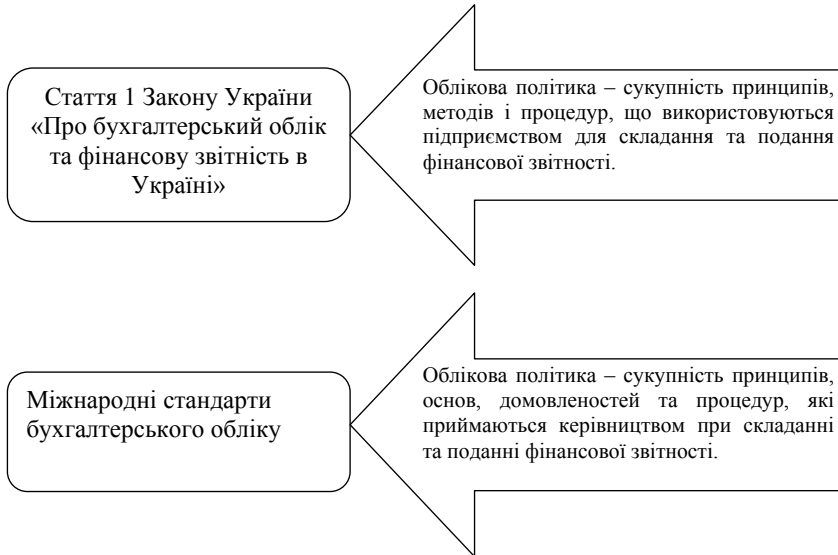 Стаття 1 Закону України
«Про бухгалтерський облік
та фінансову звітність в
Україні»
Облікова політика – сукупність принципів,
методів і процедур, що використовуються
підприємством для складання та подання
фінансової звітності.
Міжнародні стандарти
бухгалтерського обліку
Облікова політика – сукупність принципів,
основ, домовленостей та процедур, які
приймаються керівництвом при складанні
та поданні фінансової звітності.